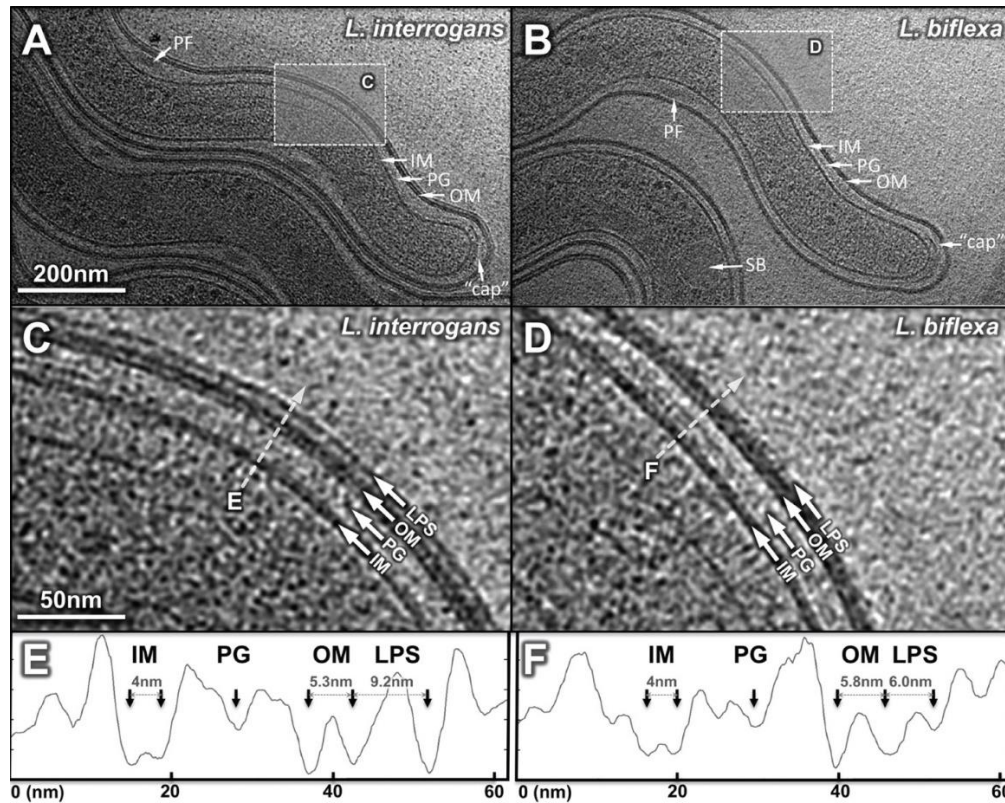 A
L. interrogans
PF
C
IM
PG
OM
"cap"
200nm
B
L. biflexa
D
PF
IM
PG
OM
"cap"
SB
C
L. interrogans
E
LPS
OM
PG
IM
50nm
D
L. biflexa
F
LPS
OM
PG
IM
E
IM PG OM LPS
4nm 5.3nm 9.2nm
0 (nm) 20 40 60
F
IM PG OM LPS
4nm 5.8nm 6.0nm
0 (nm) 20 40 60